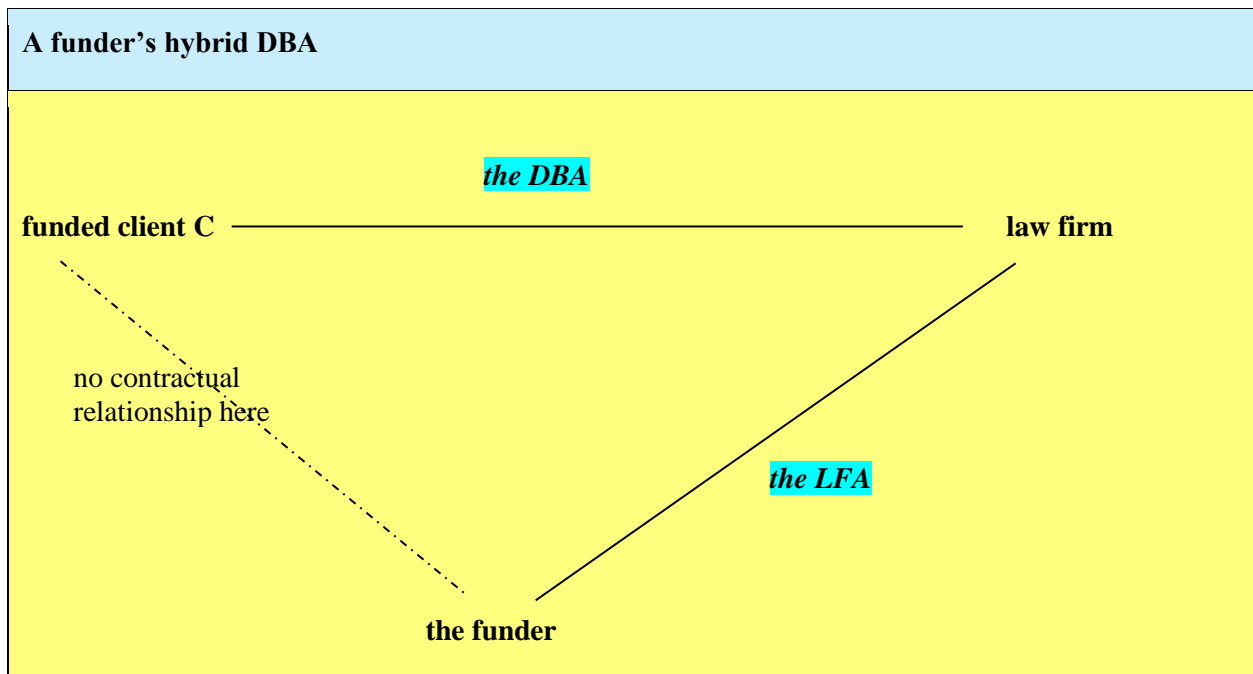 A funder’s hybrid DBA
the DBA
funded client C
law firm
no contractual
relationship here
the LFA
the funder